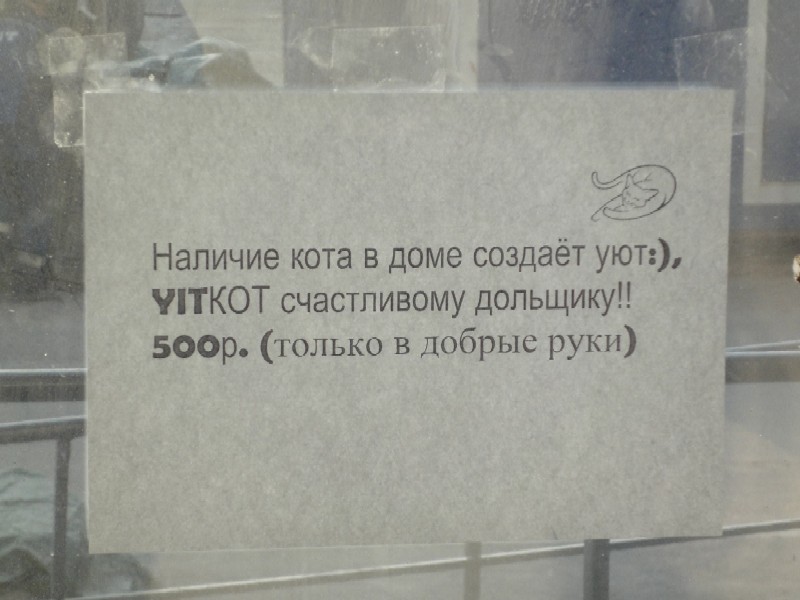 Наличие кота в доме создаёт уют:),
YITКОТ счастливому дольщику!!
500р. (только в добрые руки)